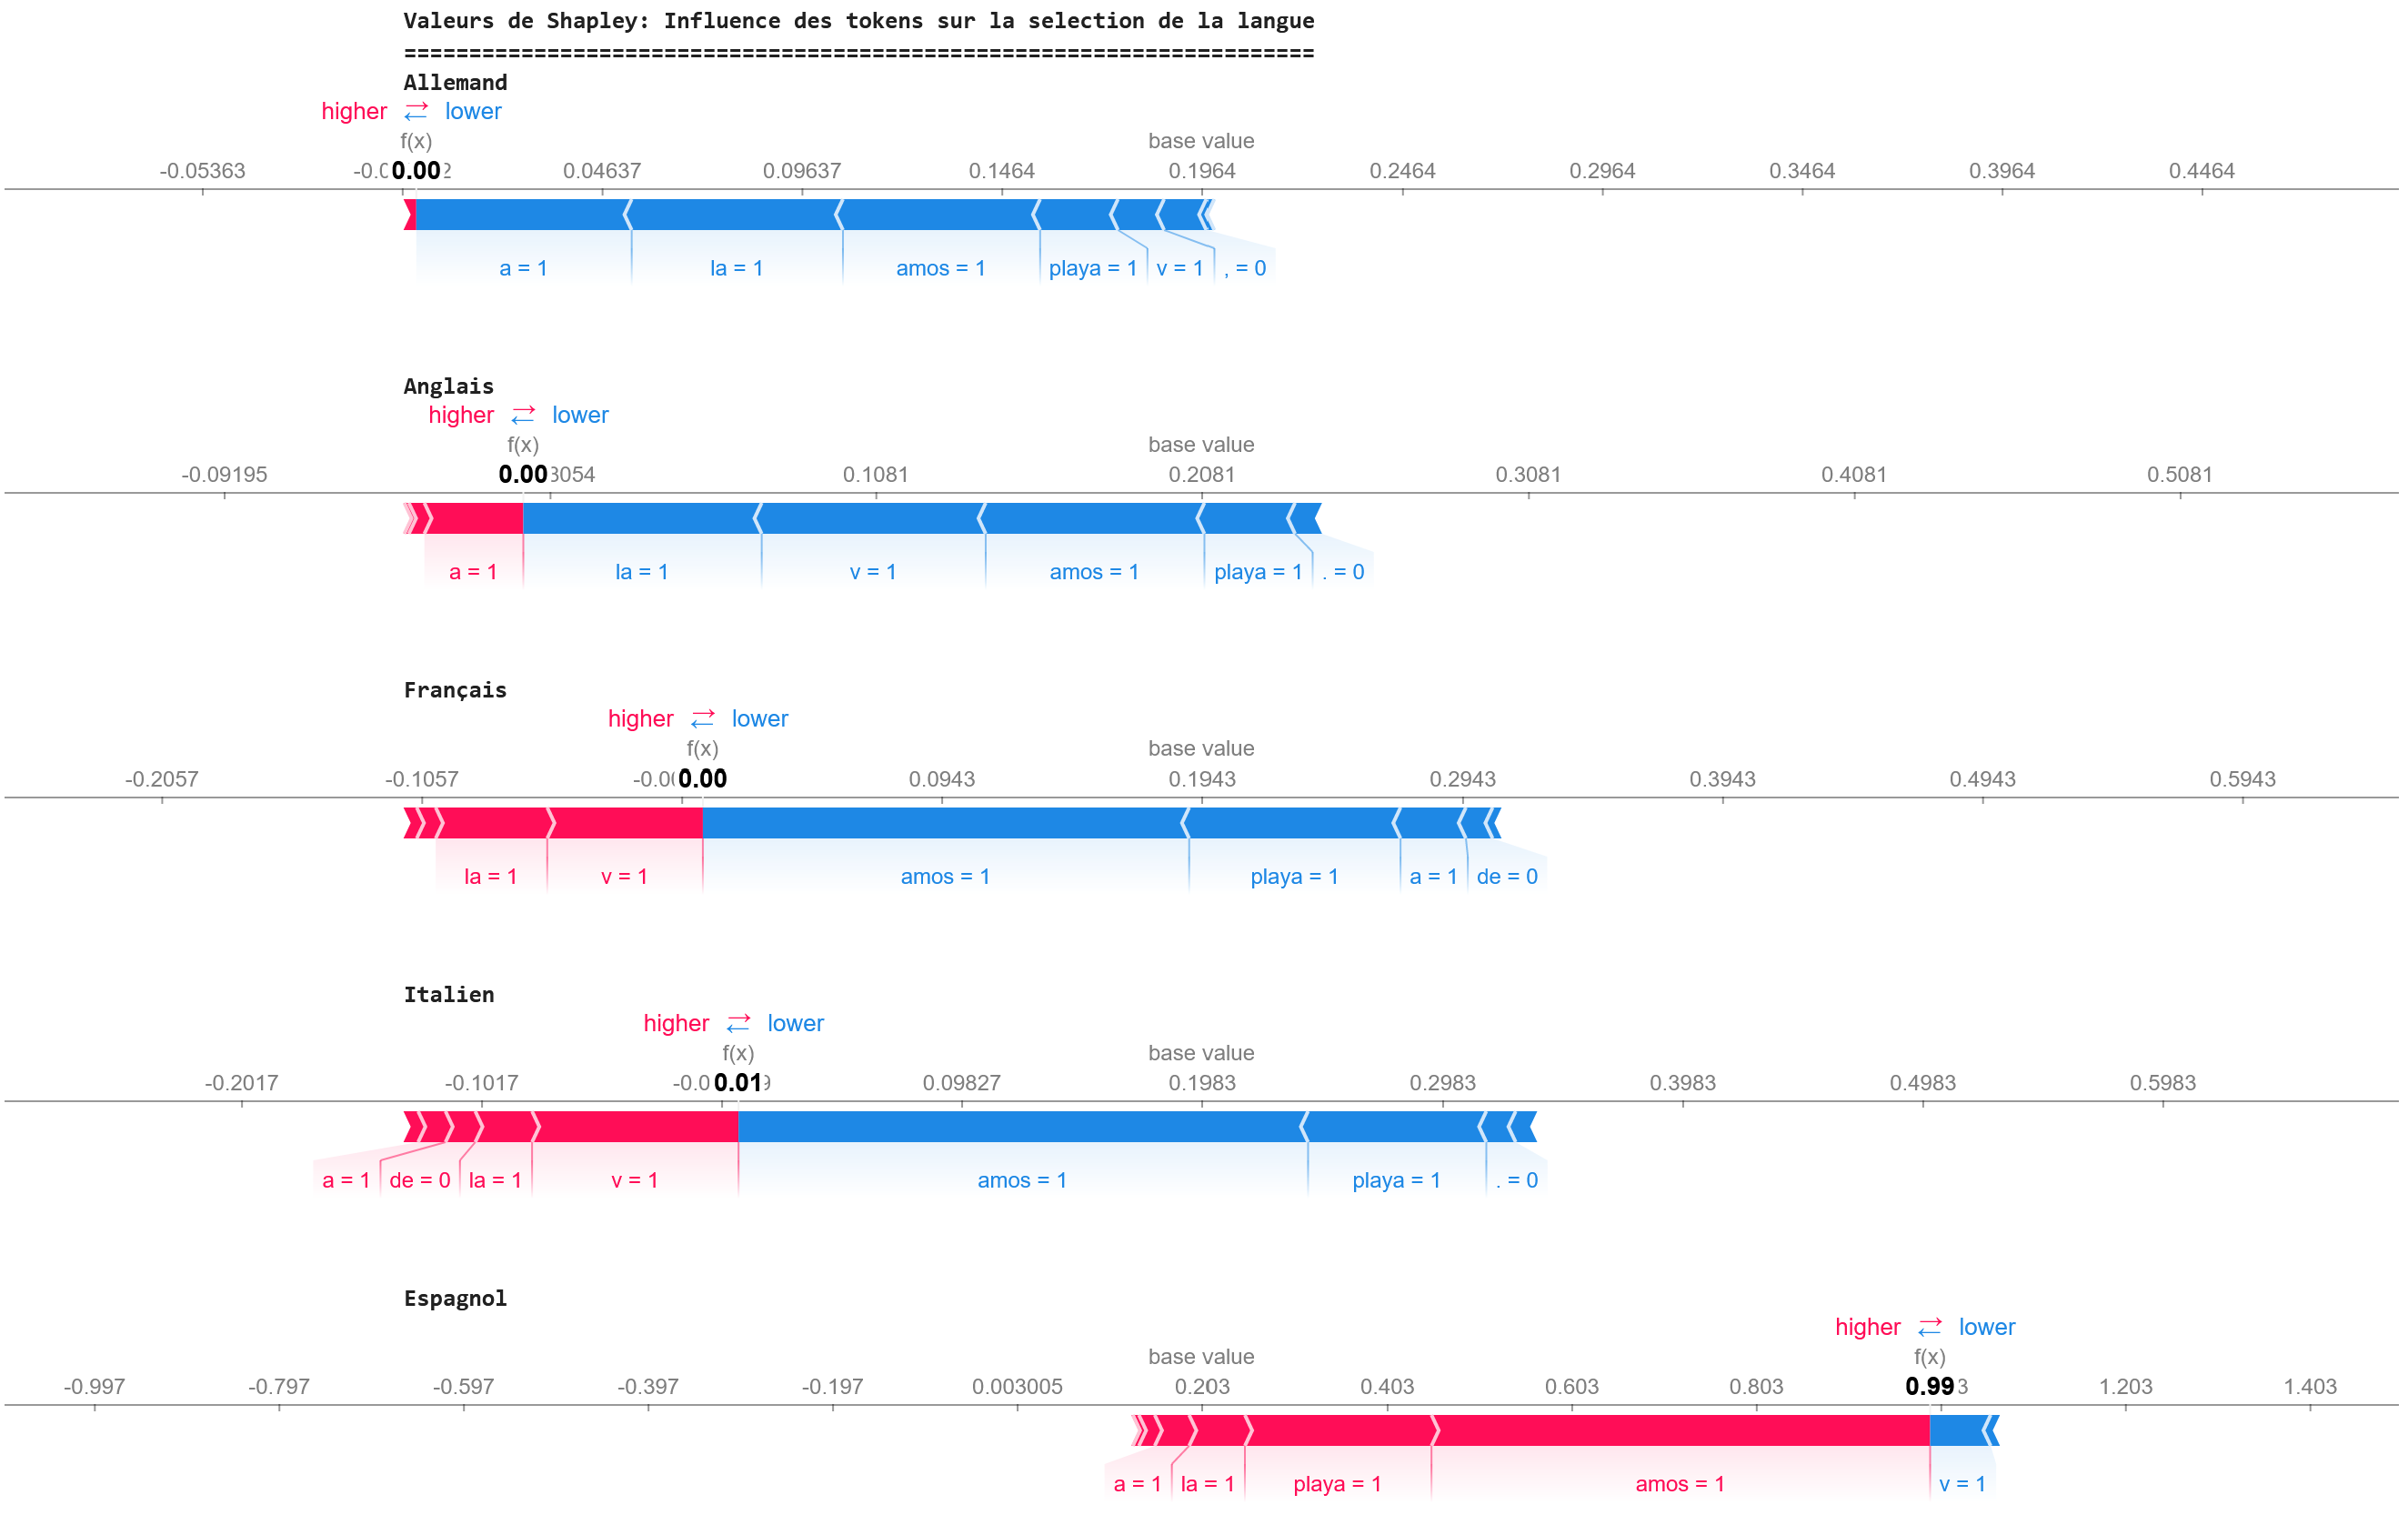 Valeurs de Shapley: Influence des tokens sur la selection de la langue
======================================================================
Allemand
higher ⇄ lower
f(x) base value
-0.05363 0.00 0.04637 0.09637 0.1464 0.1964 0.2464 0.2964 0.3464 0.3964 0.4464
a = 1 la = 1 amos = 1 playa = 1 v = 1 , = 0
Anglais
higher ⇄ lower
f(x) base value
-0.09195 0.00 0.1081 0.2081 0.3081 0.4081 0.5081
a = 1 la = 1 v = 1 amos = 1 playa = 1 . = 0
Français
higher ⇄ lower
f(x) base value
-0.2057 -0.1057 0.00 0.0943 0.1943 0.2943 0.3943 0.4943 0.5943
la = 1 v = 1 amos = 1 playa = 1 a = 1 de = 0
Italien
higher ⇄ lower
f(x) base value
-0.2017 -0.1017 0.01 0.09827 0.1983 0.2983 0.3983 0.4983 0.5983
a = 1 de = 0 la = 1 v = 1 amos = 1 playa = 1 . = 0
Espagnol
higher ⇄ lower
base value f(x)
-0.997 -0.797 -0.597 -0.397 -0.197 0.003005 0.203 0.403 0.603 0.803 0.99 1.203 1.403
a = 1 la = 1 playa = 1 amos = 1 v = 1